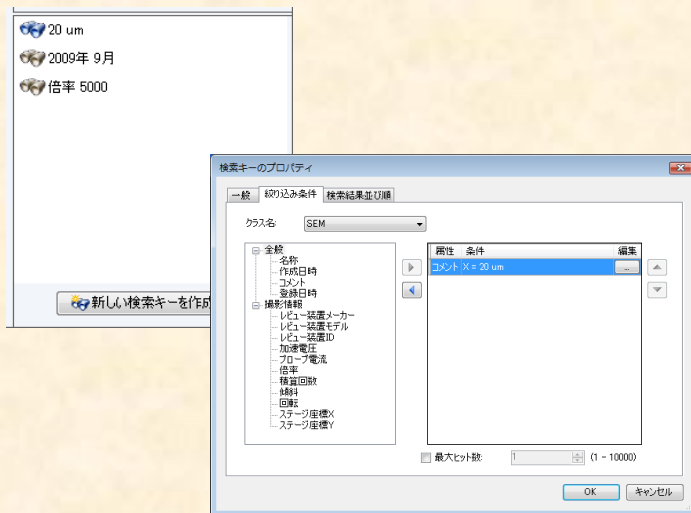 20 um
2009年 9月
倍率 5000
新しい検索キーを作成
検索キーのプロパティ
一般 絞り込み条件 検索結果並び順
クラス名: SEM
全般
名称
作成日時
コメント
登録日時
撮影情報
レビュー装置メーカー
レビュー装置モデル
レビュー装置ID
加速電圧
プローブ電流
倍率
積算回数
傾斜
回転
ステージ座標X
ステージ座標Y
属性 条件 編集
コメント X = 20 um ...
最大ヒット数: 1 (1 - 10000)
OK キャンセル